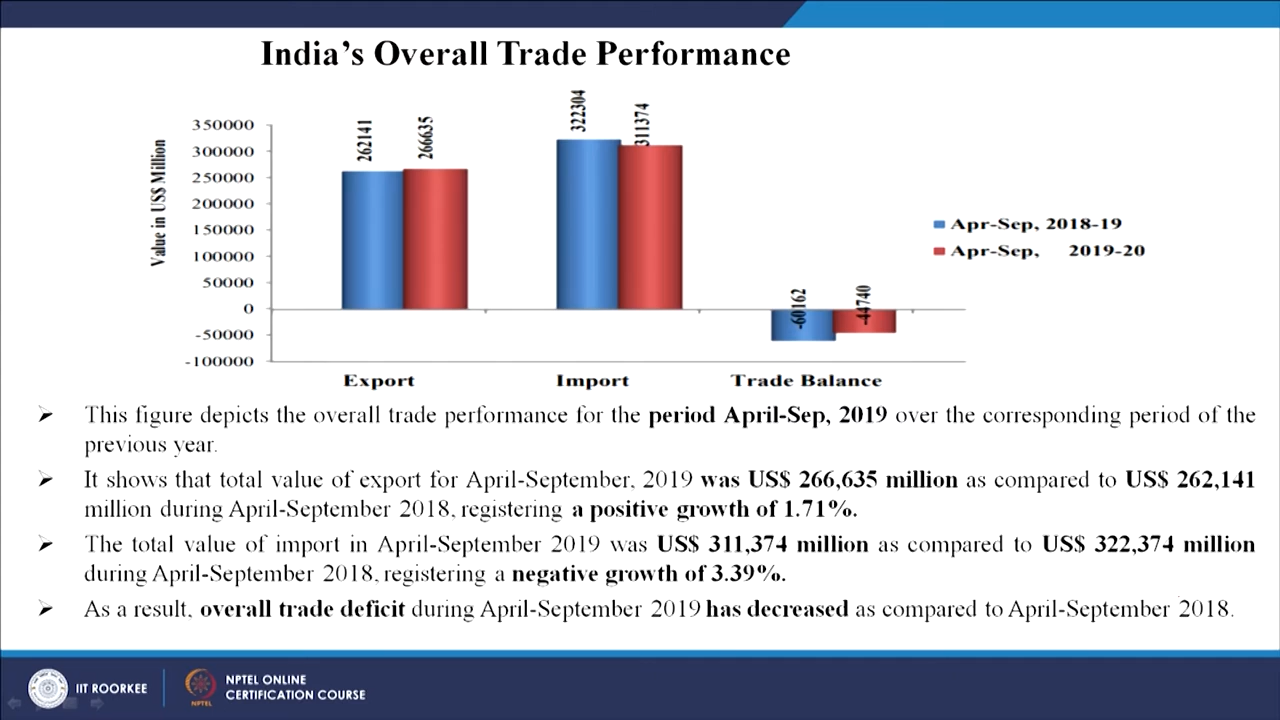 India's Overall Trade Performance
Value in US$ Million
350000
300000
250000
200000
150000
100000
50000
0
-50000
-100000
262141
266635
322304
311374
-60162
-44740
Export
Import
Trade Balance
Apr-Sep, 2018-19
Apr-Sep, 2019-20
➢ This figure depicts the overall trade performance for the period April-Sep, 2019 over the corresponding period of the
previous year.
➢ It shows that total value of export for April-September, 2019 was US$ 266,635 million as compared to US$ 262,141
million during April-September 2018, registering a positive growth of 1.71%.
➢ The total value of import in April-September 2019 was US$ 311,374 million as compared to US$ 322,374 million
during April-September 2018, registering a negative growth of 3.39%.
➢ As a result, overall trade deficit during April-September 2019 has decreased as compared to April-September 2018.
IIT ROORKEE
NPTEL
NPTEL ONLINE
CERTIFICATION COURSE